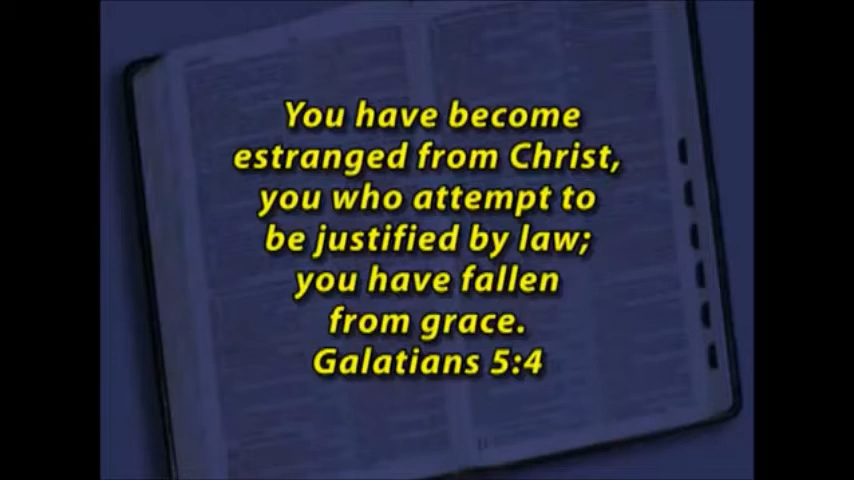 You have become
estranged from Christ,
you who attempt to
be justified by law;
you have fallen
from grace.
Galatians 5:4